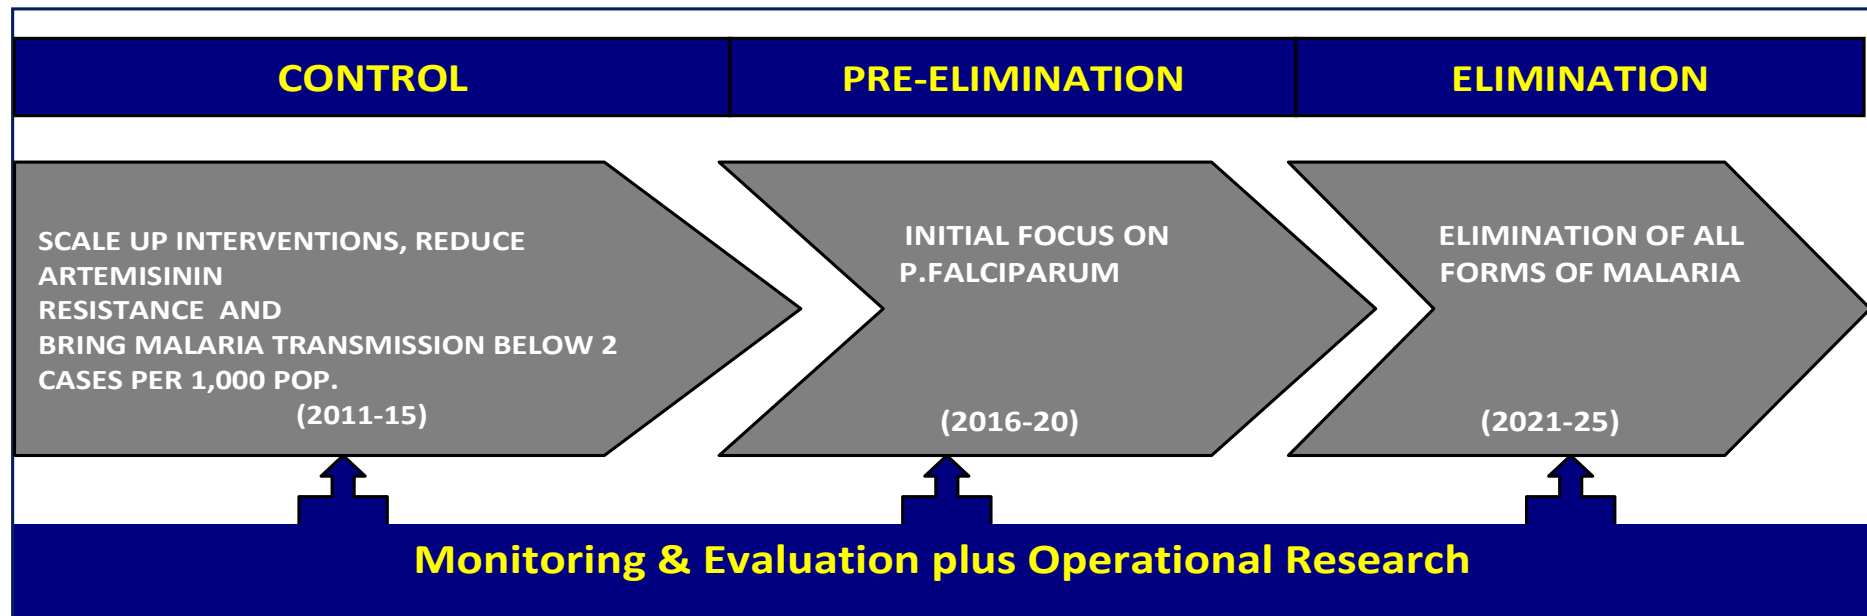 CONTROL
PRE-ELIMINATION
ELIMINATION
SCALE UP INTERVENTIONS, REDUCE
ARTEMISININ
RESISTANCE AND
BRING MALARIA TRANSMISSION BELOW 2
CASES PER 1,000 POP.
(2011-15)
INITIAL FOCUS ON
P.FALCIPARUM
(2016-20)
ELIMINATION OF ALL
FORMS OF MALARIA
(2021-25)
Monitoring & Evaluation plus Operational Research